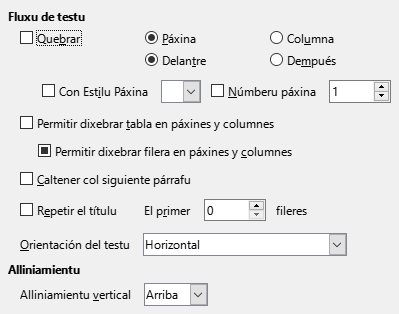 Fluxu de testu
Quebrar Páxina Columna
Delantre Dempués
Con Estilu Páxina Númberu páxina 1
Permitir dixebrar tabla en páxines y columnes
Permitir dixebrar filera en páxines y columnes
Caltener col siguiente párrafu
Repetir el títulu El primer 0 fileres
Orientación del testu Horizontal
Alliniamientu
Alliniamientu vertical Arriba